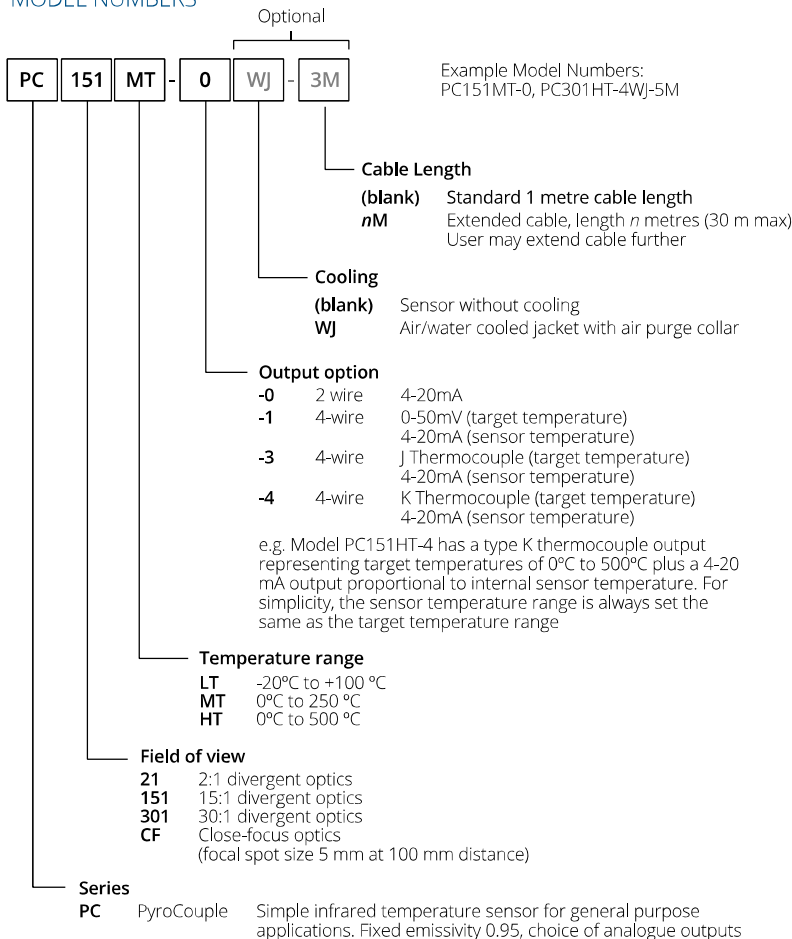 MODEL NUMBERS
Optional
PC 151 MT - 0 WJ - 3M
Example Model Numbers:
PC151MT-0, PC301HT-4WJ-5M
Cable Length
(blank) Standard 1 metre cable length
nM Extended cable, length n metres (30 m max)
User may extend cable further
Cooling
(blank) Sensor without cooling
WJ Air/water cooled jacket with air purge collar
Output option
-0 2 wire 4-20mA
-1 4-wire 0-50mV (target temperature)
4-20mA (sensor temperature)
-3 4-wire J Thermocouple (target temperature)
4-20mA (sensor temperature)
-4 4-wire K Thermocouple (target temperature)
4-20mA (sensor temperature)
e.g. Model PC151HT-4 has a type K thermocouple output
representing target temperatures of 0ºC to 500ºC plus a 4-20
mA output proportional to internal sensor temperature. For
simplicity, the sensor temperature range is always set the
same as the target temperature range
Temperature range
LT -20ºC to +100 ºC
MT 0ºC to 250 ºC
HT 0ºC to 500 ºC
Field of view
21 2:1 divergent optics
151 15:1 divergent optics
301 30:1 divergent optics
CF Close-focus optics
(focal spot size 5 mm at 100 mm distance)
Series
PC PyroCouple Simple infrared temperature sensor for general purpose
applications. Fixed emissivity 0.95, choice of analogue outputs